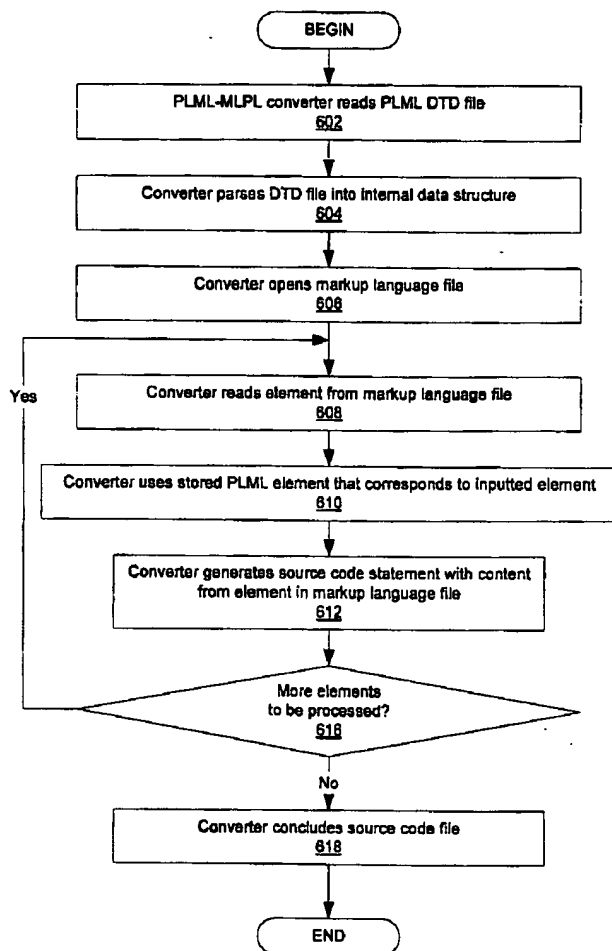 BEGIN
PLML-MLPL converter reads PLML DTD file
602
Converter parses DTD file into internal data structure
604
Converter opens markup language file
606
Yes
Converter reads element from markup language file
608
Converter uses stored PLML element that corresponds to inputted element
610
Converter generates source code statement with content
from element in markup language file
612
More elements
to be processed?
616
No
Converter concludes source code file
618
END